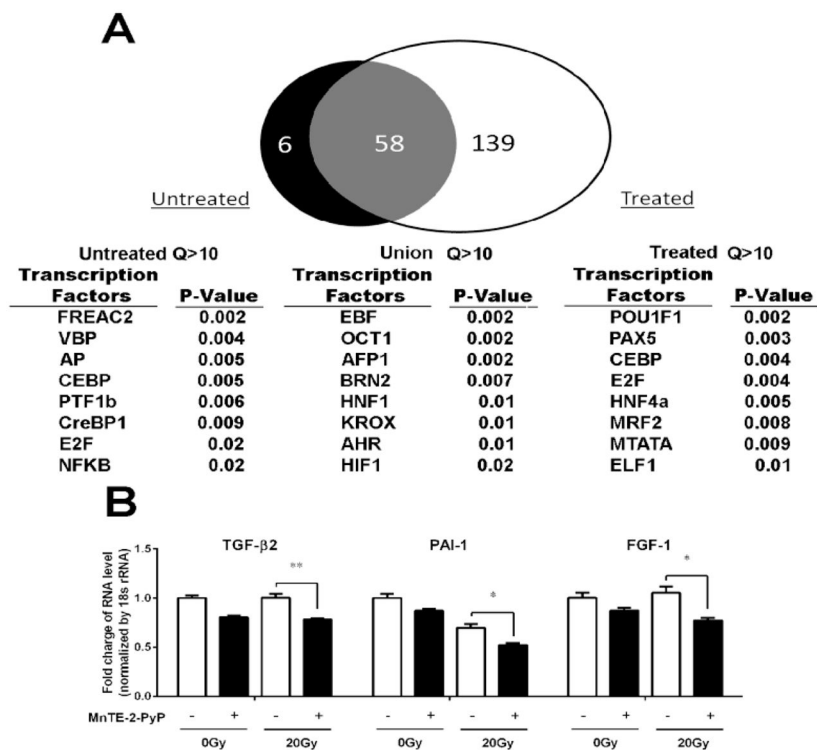 A
6 58 139
Untreated Treated
Untreated Q>10 Union Q>10 Treated Q>10
Transcription Transcription Transcription
Factors P-Value Factors P-Value Factors P-Value
FREAC2 0.002 EBF 0.002 POU1F1 0.002
VBP 0.004 OCT1 0.002 PAX5 0.003
AP 0.005 AFP1 0.002 CEBP 0.004
CEBP 0.005 BRN2 0.007 E2F 0.004
PTF1b 0.006 HNF1 0.01 HNF4a 0.005
CreBP1 0.009 KROX 0.01 MRF2 0.008
E2F 0.02 AHR 0.01 MTATA 0.009
NFKB 0.02 HIF1 0.02 ELF1 0.01
B
TGF-β2 PAI-1 FGF-1
Fold charge of RNA level
(normalized by 18s rRNA)
1.5
1.0
0.5
0.0
** * *
MnTE-2-PyP - + - + - + - + - + - +
0Gy 20Gy 0Gy 20Gy 0Gy 20Gy